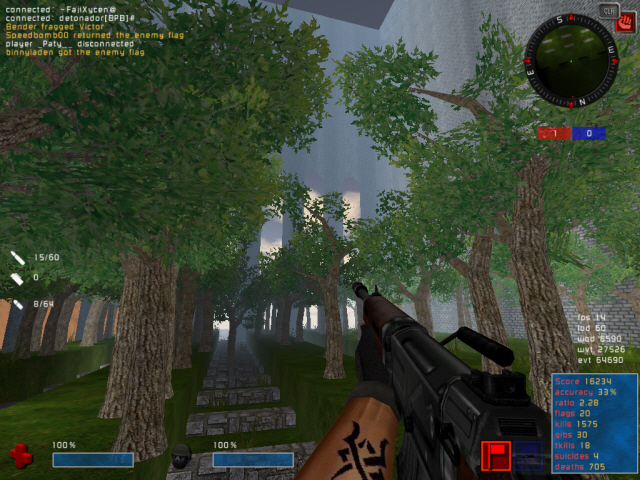 connected: -FajlXycen@
connected: detonador[BPB]#
Bender fragged Victor
Speedbomb00 returned the enemy flag
player _Paty__ disconnected
binnyladen got the enemy flag
CLA
S
E
E
N
1 0
15/60
0
8/64
fps 14
lod 60
wqd 6590
wvt 27526
evt 64690
Score 16234
accuracy 33%
ratio 2.28
flags 20
kills 1575
gibs 30
tkills 18
suicides 4
deaths 705
100%
100%